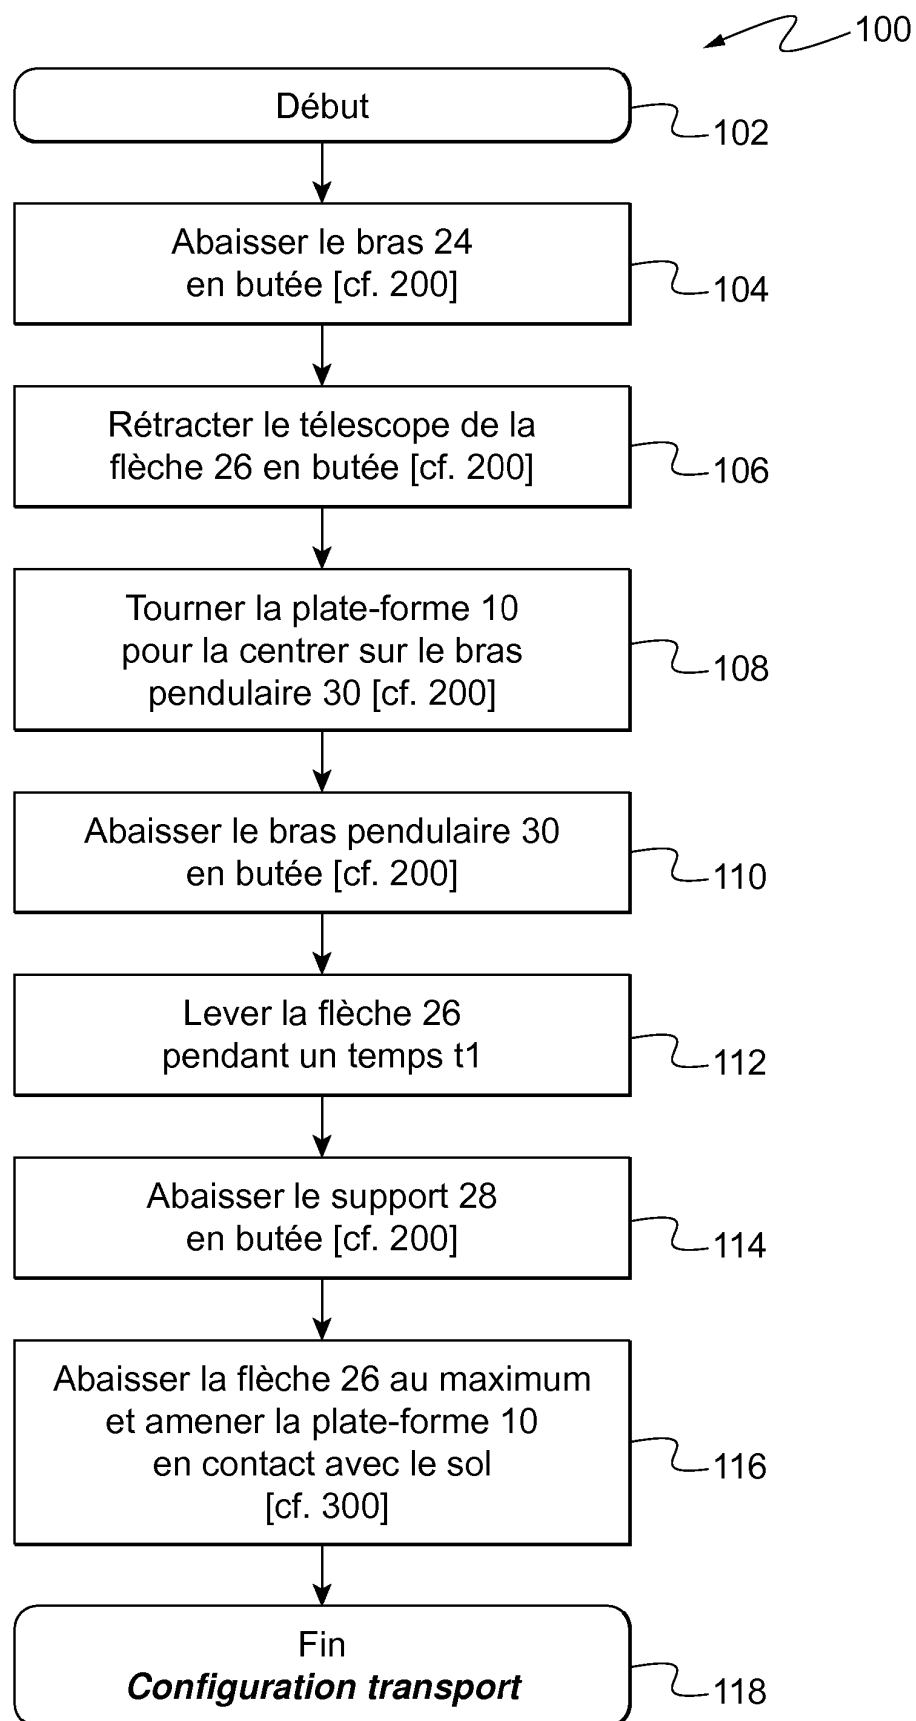 100
Début
102
Abaisser le bras 24
en butée [cf. 200]
104
Rétracter le télescope de la
flèche 26 en butée [cf. 200]
106
Tourner la plate-forme 10
pour la centrer sur le bras
pendulaire 30 [cf. 200]
108
Abaisser le bras pendulaire 30
en butée [cf. 200]
110
Lever la flèche 26
pendant un temps t1
112
Abaisser le support 28
en butée [cf. 200]
114
Abaisser la flèche 26 au maximum
et amener la plate-forme 10
en contact avec le sol
[cf. 300]
116
Fin
Configuration transport
118